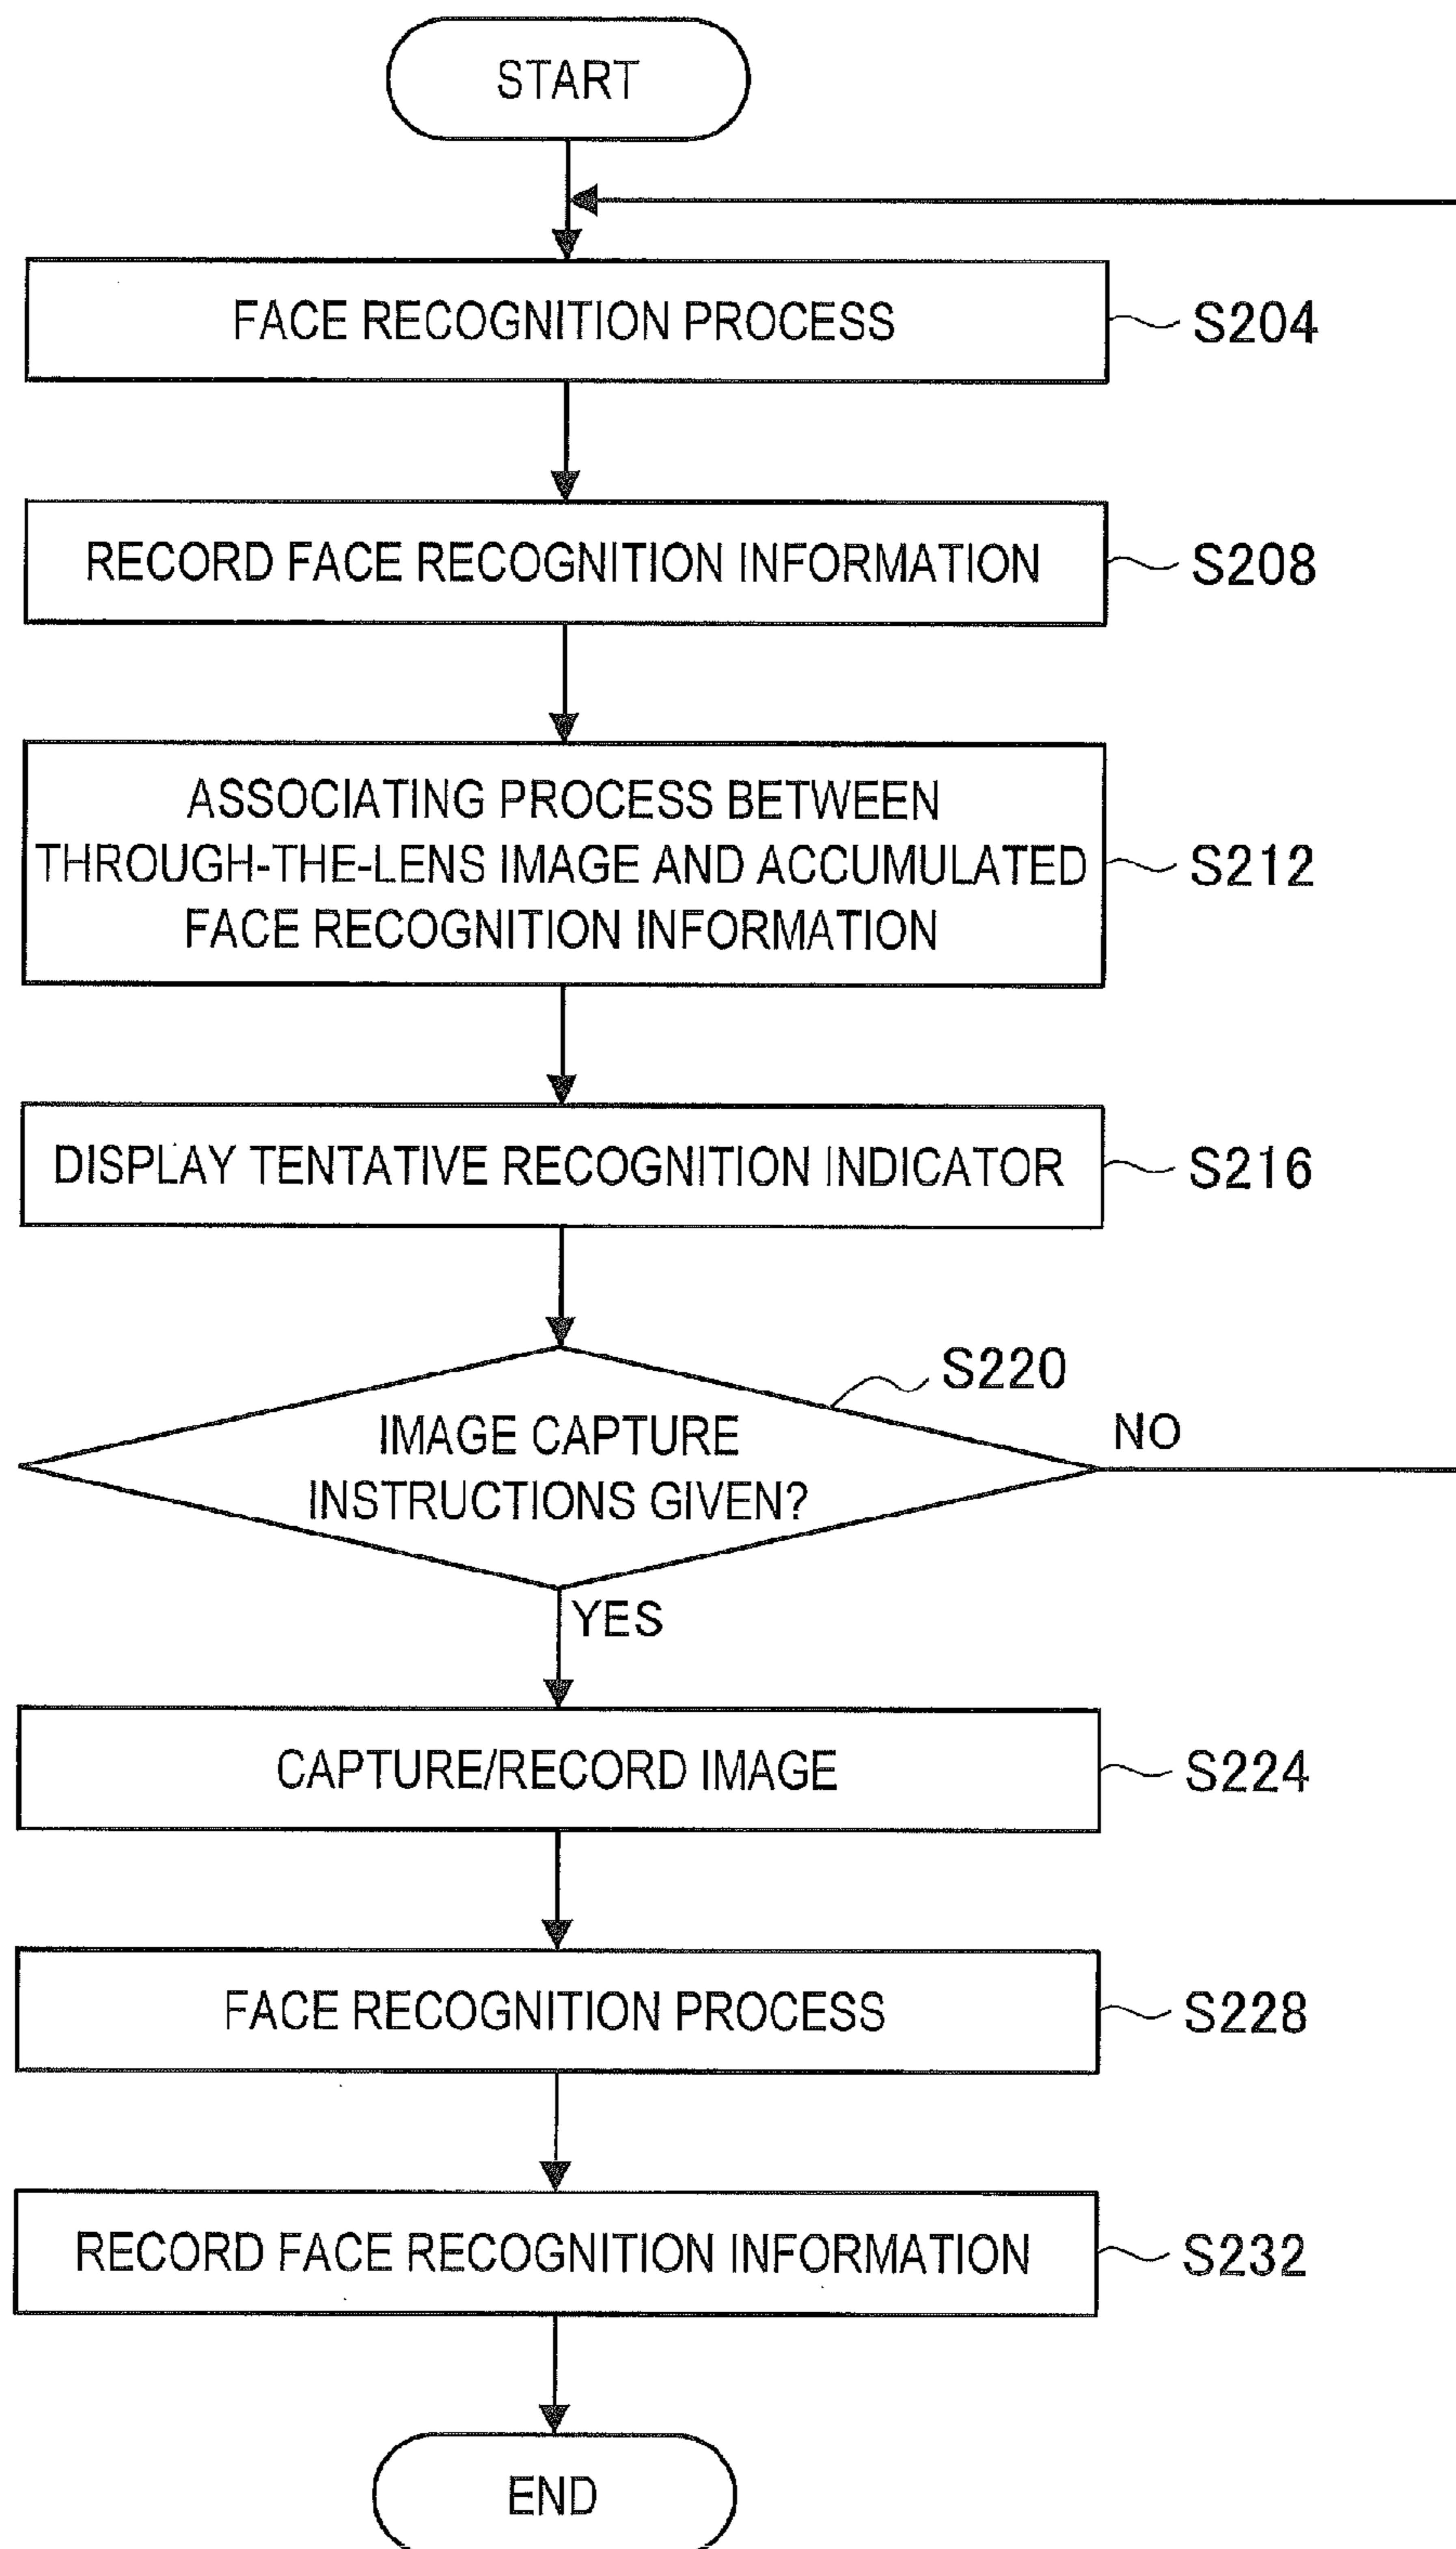 START
FACE RECOGNITION PROCESS
S204
RECORD FACE RECOGNITION INFORMATION
S208
ASSOCIATING PROCESS BETWEEN
THROUGH-THE-LENS IMAGE AND ACCUMULATED
FACE RECOGNITION INFORMATION
S212
DISPLAY TENTATIVE RECOGNITION INDICATOR
S216
S220
IMAGE CAPTURE
INSTRUCTIONS GIVEN?
NO
YES
CAPTURE/RECORD IMAGE
S224
FACE RECOGNITION PROCESS
S228
RECORD FACE RECOGNITION INFORMATION
S232
END